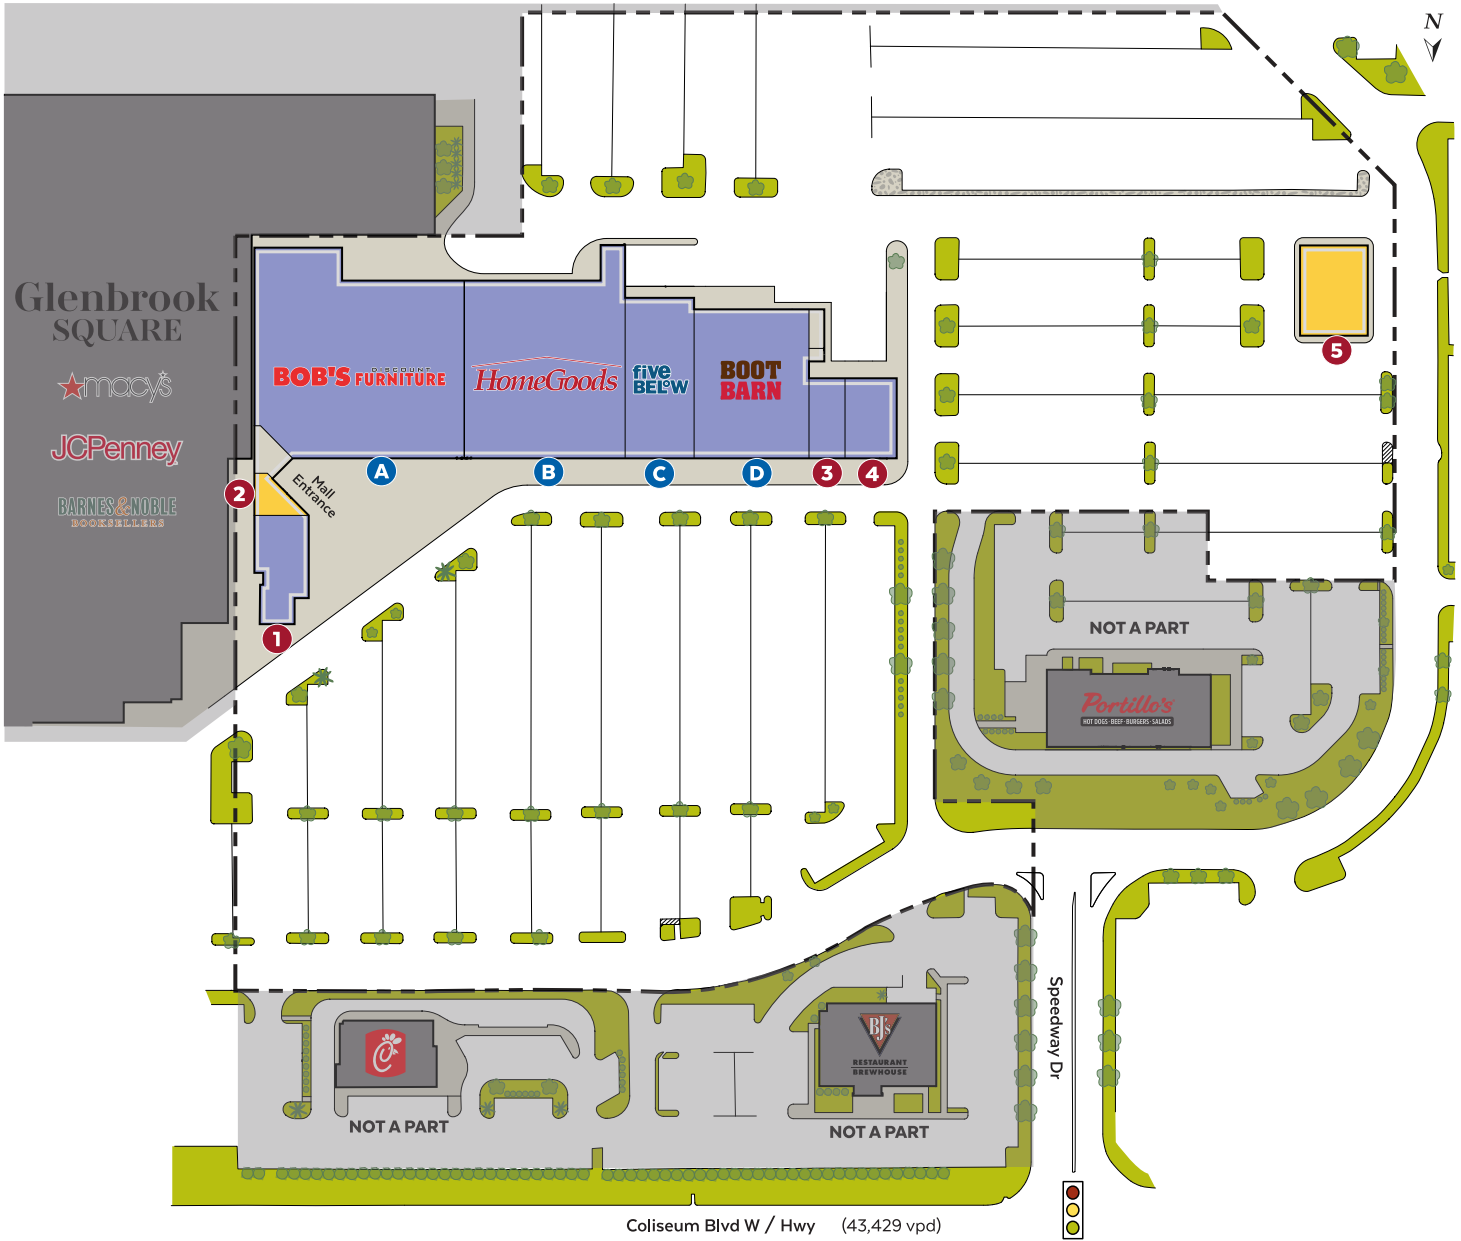 N
Glenbrook
SQUARE
macy's
JCPenney
BARNES & NOBLE
BOOKSELLERS
BOB'S DISCOUNT FURNITURE
HomeGoods
five BELOW
BOOT BARN
5
A
B
C
D
3
4
2
Mall
Entrance
1
NOT A PART
Portillo's
HOT DOGS · BEEF · BURGERS · SALADS
Speedway Dr
BJ's
RESTAURANT
BREWHOUSE
C
NOT A PART
NOT A PART
Coliseum Blvd W / Hwy (43,429 vpd)